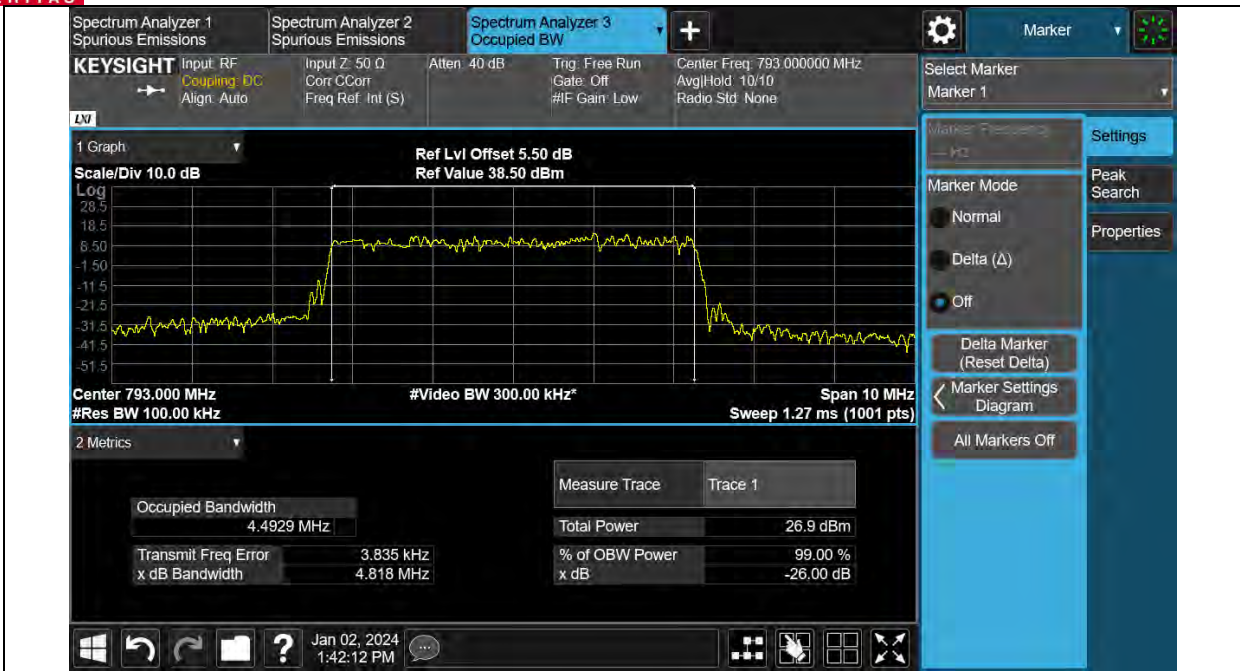 Spectrum Analyzer 1
Spurious Emissions
Spectrum Analyzer 2
Spurious Emissions
Spectrum Analyzer 3
Occupied BW
Marker
KEYSIGHT
Input: RF
Coupling: DC
Align: Auto
Input Z: 50 Ω
Corr CCorr
Freq Ref: Int (S)
Atten: 40 dB
Trig: Free Run
Gate: Off
#IF Gain: Low
Center Freq: 793.000000 MHz
Avg|Hold: 10/10
Radio Std: None
LXI
Select Marker
Marker 1
1 Graph
Scale/Div 10.0 dB
Ref Lvl Offset 5.50 dB
Ref Value 38.50 dBm
Log
28.5
18.5
8.50
-1.50
-11.5
-21.5
-31.5
-41.5
-51.5
Center 793.000 MHz
#Res BW 100.00 kHz
#Video BW 300.00 kHz*
Span 10 MHz
Sweep 1.27 ms (1001 pts)
Marker Frequency
--- Hz
Marker Mode
Normal
Delta (Δ)
Off
Delta Marker
(Reset Delta)
Marker Settings
Diagram
All Markers Off
Settings
Peak
Search
Properties
2 Metrics
Measure Trace
Trace 1
Occupied Bandwidth
4.4929 MHz
Total Power
26.9 dBm
Transmit Freq Error
3.835 kHz
% of OBW Power
99.00 %
x dB Bandwidth
4.818 MHz
x dB
-26.00 dB
?
Jan 02, 2024
1:42:12 PM